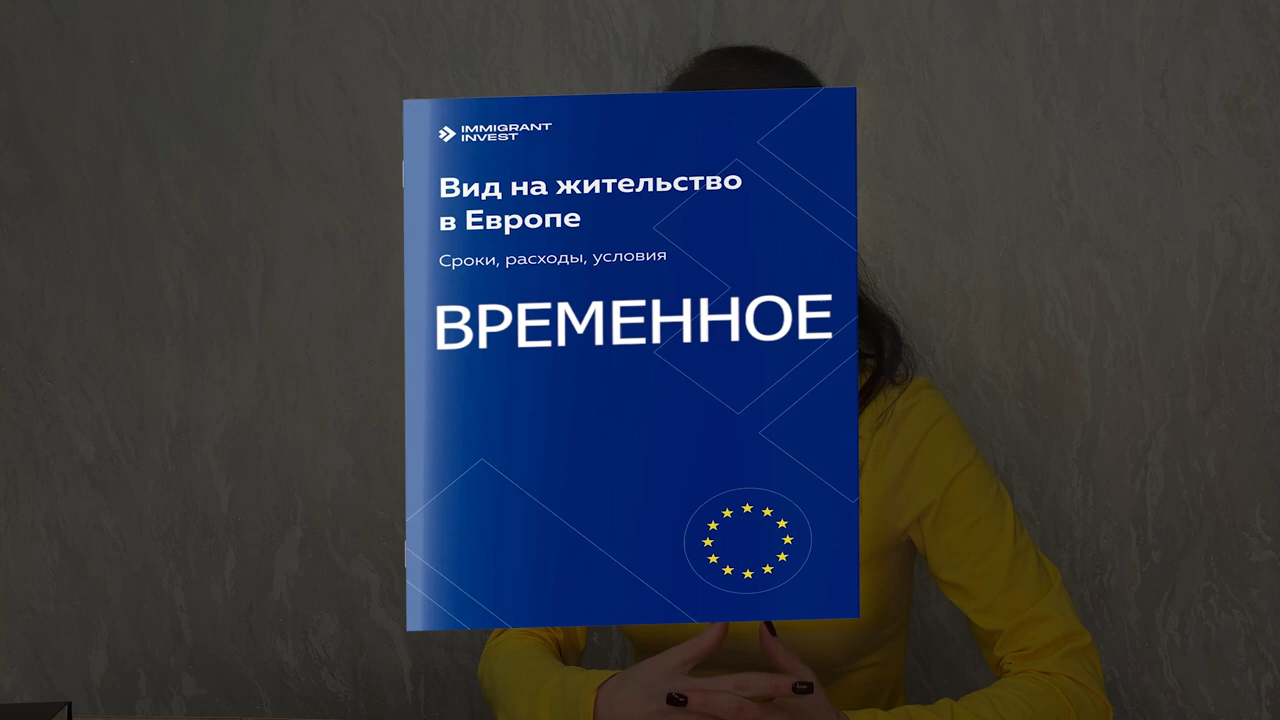 IMMIGRANT
INVEST
Вид на жительство
в Европе
Сроки, расходы, условия
ВРЕМЕННОЕ